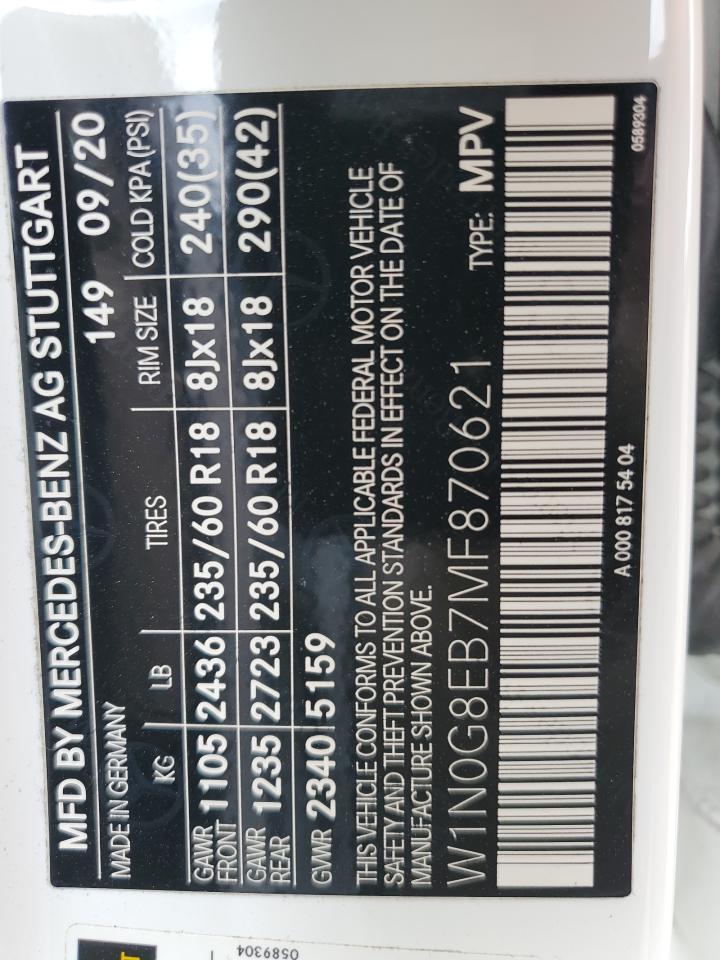 MFD BY MERCEDES-BENZ AG STUTTGART
MADE IN GERMANY 149 09/20
KG LB TIRES RIM SIZE COLD KPA (PSI)
GAWR FRONT 1105 2436 235/60 R18 8Jx18 240(35)
GAWR REAR 1235 2723 235/60 R18 8Jx18 290(42)
GVWR 2340 5159
THIS VEHICLE CONFORMS TO ALL APPLICABLE FEDERAL MOTOR VEHICLE
SAFETY AND THEFT PREVENTION STANDARDS IN EFFECT ON THE DATE OF
MANUFACTURE SHOWN ABOVE.
W1N0G8EB7MF870621 TYPE: MPV
A 000 817 54 04 0589304
0589304